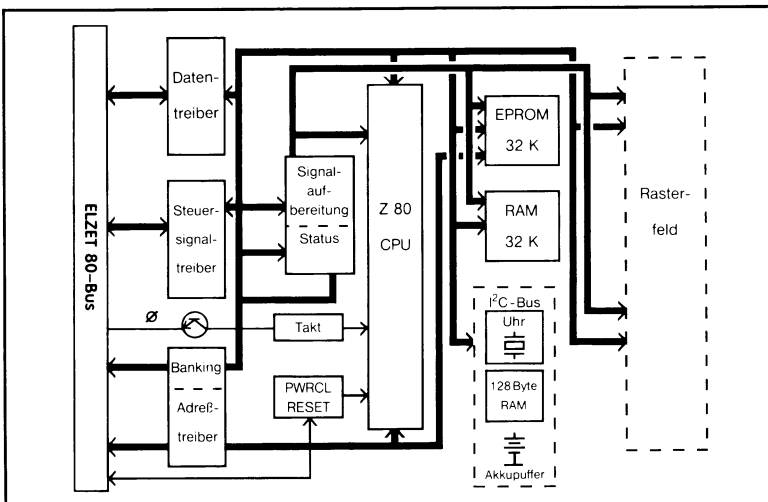 ELZET 80-Bus
Daten-
treiber
Steuer-
signal-
treiber
Ø
Banking
Adreß-
treiber
Signal-
auf-
bereitung
Status
Takt
PWRCL
RESET
Z 80
CPU
EPROM
32 K
RAM
32 K
I²C-Bus
Uhr
128 Byte
RAM
Akkupuffer
Raster-
feld